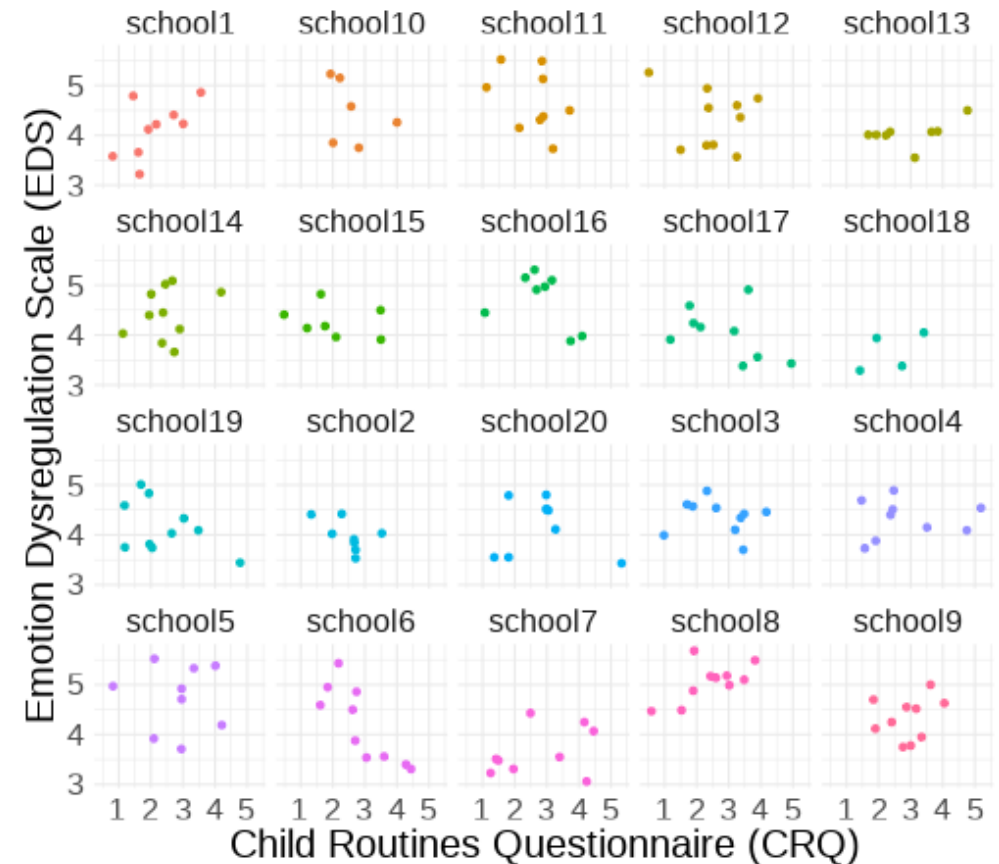 school1 school10 school11 school12 school13
5
4
3
school14 school15 school16 school17 school18
5
4
3
school19 school2 school20 school3 school4
5
4
3
school5 school6 school7 school8 school9
5
4
3
1 2 3 4 5 1 2 3 4 5 1 2 3 4 5 1 2 3 4 5 1 2 3 4 5
Child Routines Questionnaire (CRQ)
Emotion Dysregulation Scale (EDS)